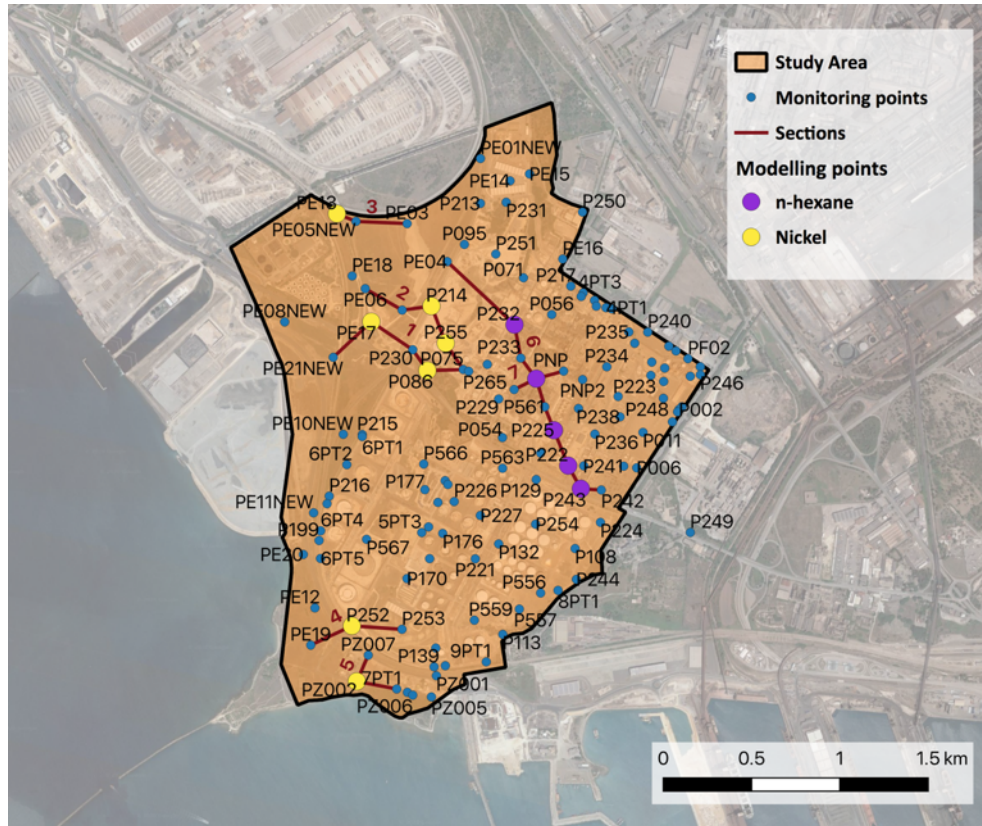 Study Area
Monitoring points
Sections
Modelling points
n-hexane
Nickel
PE01NEW
PE14
PE15
PE13
3
PE03
P213
P231
P250
PE05NEW
P095
P251
PE04
PE16
PE18
P071
P217
4PT3
PE06
2
P214
P056
4PT1
PE08NEW
PE17
1
P255
P232
P235
P240
P230
P075
P233
9
PNP
P234
PF02
PE21NEW
P086
P265
7
PNP2
P223
P246
P229
P561
P238
P248
P002
PE10NEW
P215
P054
P225
P236
P011
6PT1
6PT2
P566
P563
P222
P241
P006
P177
P226
P129
P216
P243
P242
PE11NEW
6PT4
5PT3
P227
P254
P224
P249
P199
P567
P176
P132
PE20
6PT5
P221
P108
P170
P556
P244
PE12
8PT1
4
P252
P253
P559
P557
PE19
PZ007
P139
9PT1
P113
5
7PT1
PZ002
PZ001
PZ006
PZ005
0
0.5
1
1.5 km